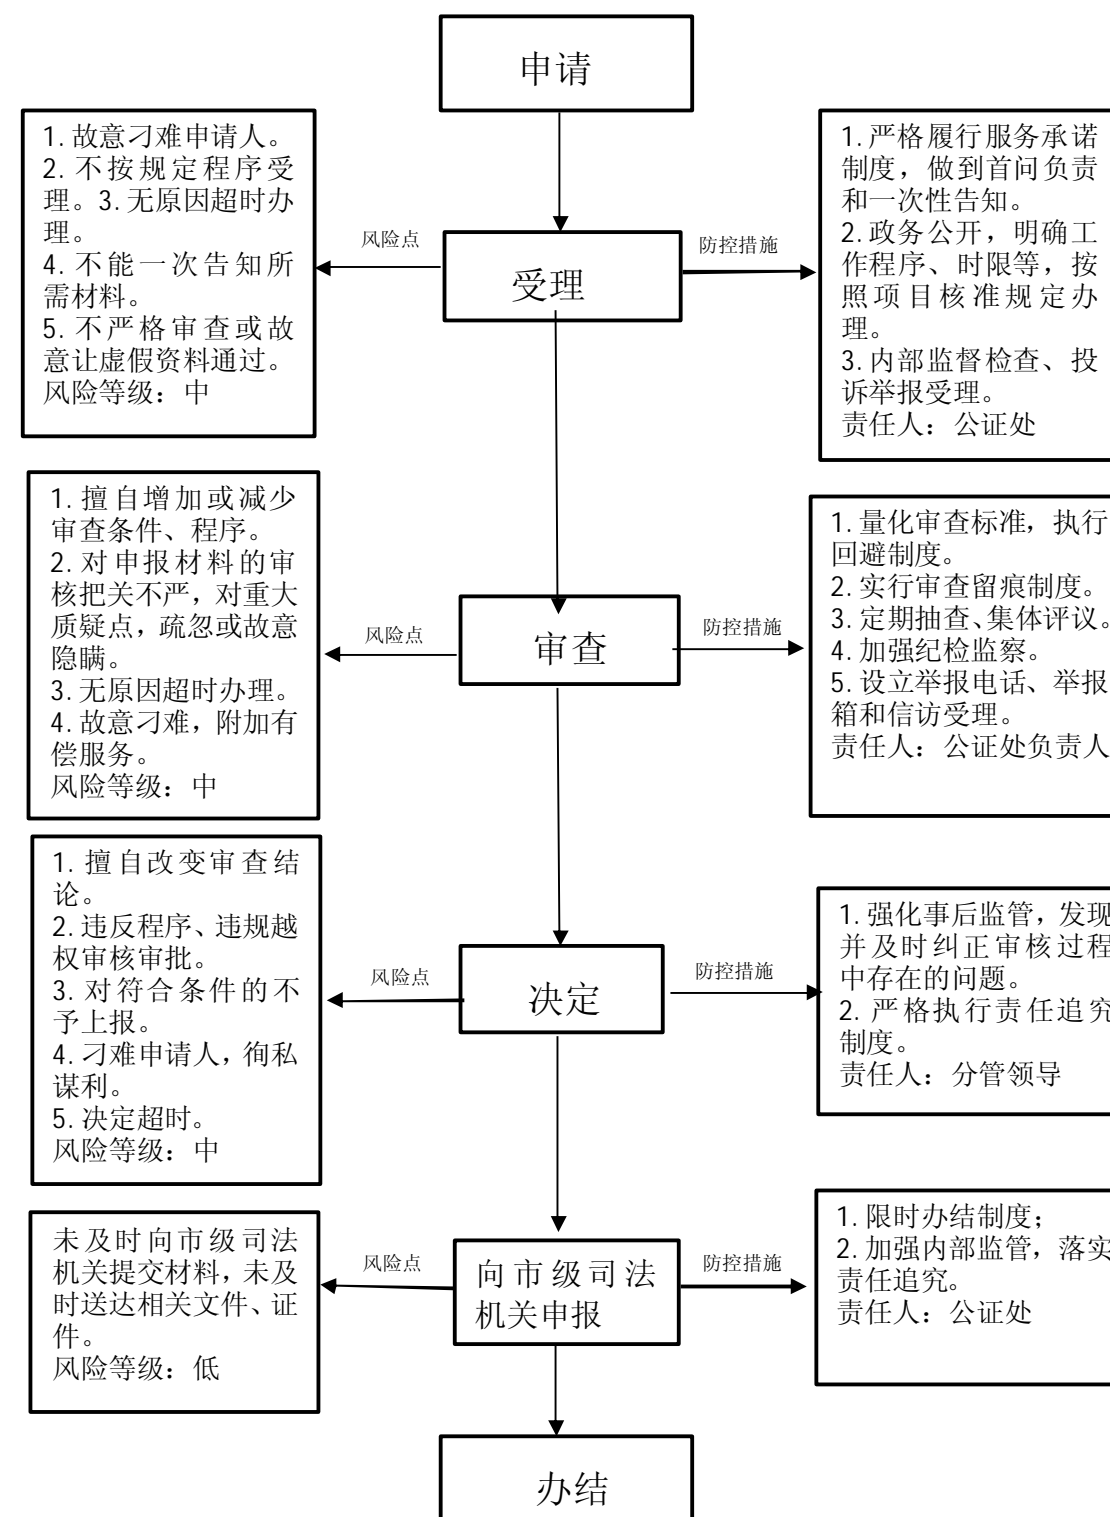 申请
1.故意刁难申请人。
2.不按规定程序受
理。3.无原因超时办
理。
4.不能一次告知所
需材料。
5.不严格审查或故
意让虚假资料通过。
风险等级：中
风险点
受理
防控措施
1.严格履行服务承诺
制度，做到首问负责
和一次性告知。
2.政务公开，明确工
作程序、时限等，按
照项目核准规定办
理。
3.内部监督检查、投
诉举报受理。
责任人：公证处
1.擅自增加或减少
审查条件、程序。
2.对申报材料的审
核把关不严，对重大
质疑点，疏忽或故意
隐瞒。
3.无原因超时办理。
4.故意刁难，附加有
偿服务。
风险等级：中
风险点
审查
防控措施
1.量化审查标准，执行
回避制度。
2.实行审查留痕制度。
3.定期抽查、集体评议。
4.加强纪检监察。
5.设立举报电话、举报
箱和信访受理。
责任人：公证处负责人
1.擅自改变审查结
论。
2.违反程序、违规越
权审核审批。
3.对符合条件的不
予上报。
4.刁难申请人，徇私
谋利。
5.决定超时。
风险等级：中
风险点
决定
防控措施
1.强化事后监管，发现
并及时纠正审核过程
中存在的问题。
2.严格执行责任追究
制度。
责任人：分管领导
未及时向市级司法
机关提交材料，未及
时送达相关文件、证
件。
风险等级：低
风险点
向市级司法
机关申报
防控措施
1.限时办结制度；
2.加强内部监管，落实
责任追究。
责任人：公证处
办结